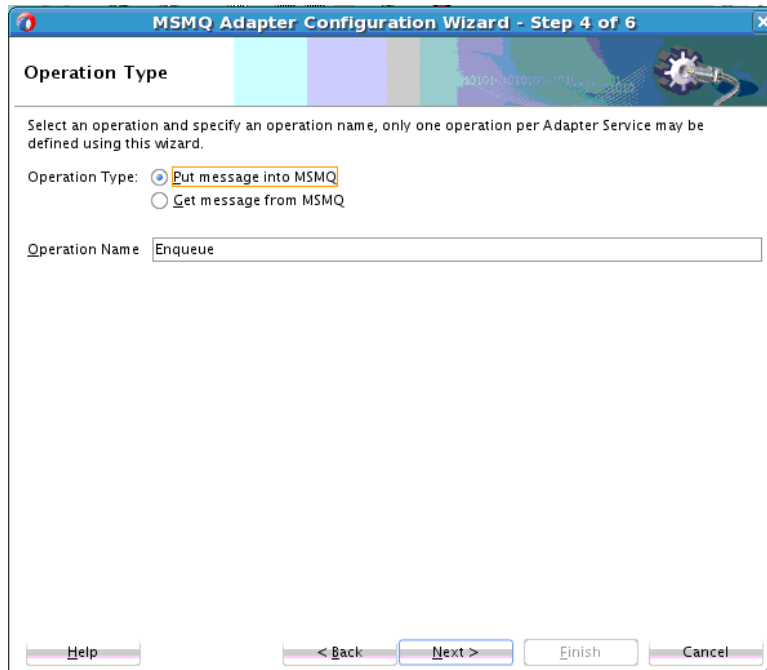 MSMQ Adapter Configuration Wizard - Step 4 of 6
Operation Type
Select an operation and specify an operation name, only one operation per Adapter Service may be
defined using this wizard.
Operation Type: Put message into MSMQ
Get message from MSMQ
Operation Name Enqueue
Help < Back Next > Finish Cancel